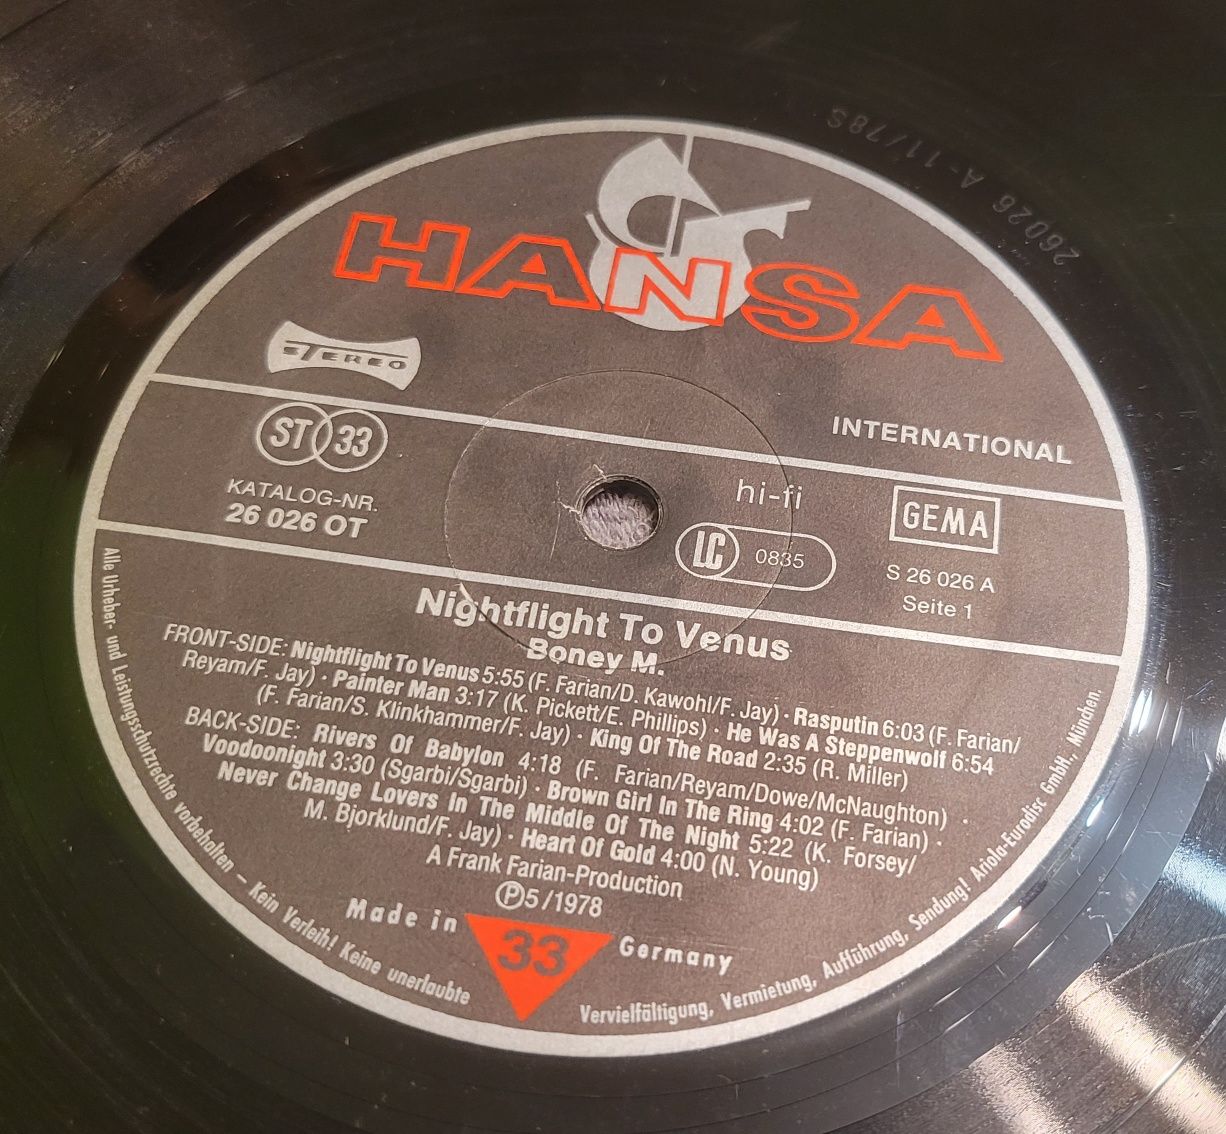 26026 A-11/78S
HANSA
STEREO
INTERNATIONAL
ST 33
hi-fi
GEMA
KATALOG-NR.
26 026 OT
LC 0835
S 26 026 A
Seite 1
Nightflight To Venus
Boney M.
FRONT-SIDE: Nightflight To Venus 5:55 (F. Farian/D. Kawohl/F. Jay) · Rasputin 6:03 (F. Farian/
Reyam/F. Jay) · Painter Man 3:17 (K. Pickett/E. Phillips) · He Was A Steppenwolf 6:54
(F. Farian/S. Klinkhammer/F. Jay) · King Of The Road 2:35 (R. Miller)
BACK-SIDE: Rivers Of Babylon 4:18 (F. Farian/Reyam/Dowe/McNaughton) ·
Voodoonight 3:30 (Sgarbi/Sgarbi) · Brown Girl In The Ring 4:02 (F. Farian) ·
Never Change Lovers In The Middle Of The Night 5:22 (K. Forsey/
M. Bjorklund/F. Jay) · Heart Of Gold 4:00 (N. Young)
A Frank Farian-Production
℗5/1978
Made in 33 Germany
Alle Urheber- und Leistungsschutzrechte vorbehalten – Kein Verleih! Keine unerlaubte Vervielfältigung, Vermietung, Aufführung, Sendung! Ariola-Eurodisc GmbH., München.